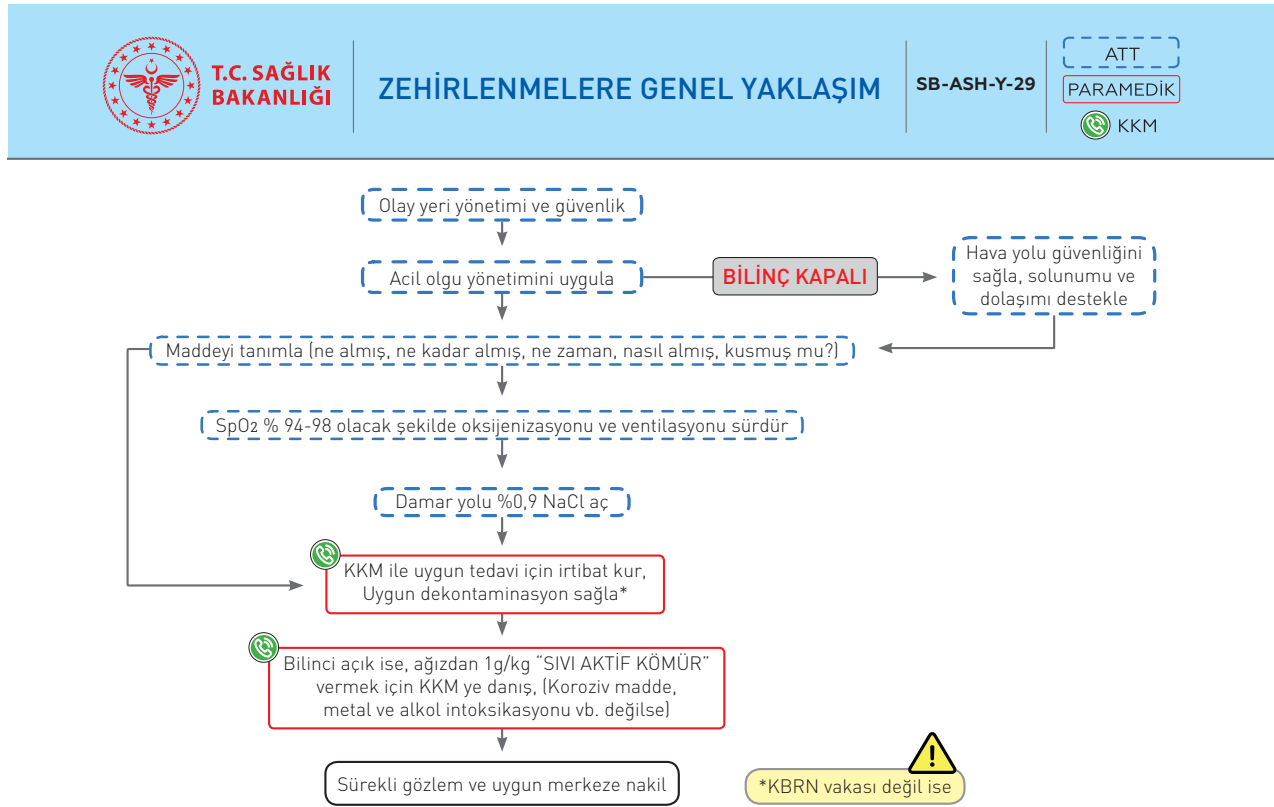 T.C. SAĞLIK
BAKANLIĞI
ZEHİRLENMELERE GENEL YAKLAŞIM
SB-ASH-Y-29
ATT
PARAMEDİK
KKM
Olay yeri yönetimi ve güvenlik
Acil olgu yönetimini uygula
BİLİNÇ KAPALI
Hava yolu güvenliğini
sağla, solunumu ve
dolaşımı destekle
Maddeyi tanımla (ne almış, ne kadar almış, ne zaman, nasıl almış, kusmuş mu?)
SpO2 % 94-98 olacak şekilde oksijenizasyonu ve ventilasyonu sürdür
Damar yolu %0,9 NaCl aç
KKM ile uygun tedavi için irtibat kur,
Uygun dekontaminasyon sağla*
Bilinci açık ise, ağızdan 1g/kg “SIVI AKTİF KÖMÜR”
vermek için KKM ye danış, (Koroziv madde,
metal ve alkol intoksikasyonu vb. değilse)
Sürekli gözlem ve uygun merkeze nakil
*KBRN vakası değil ise